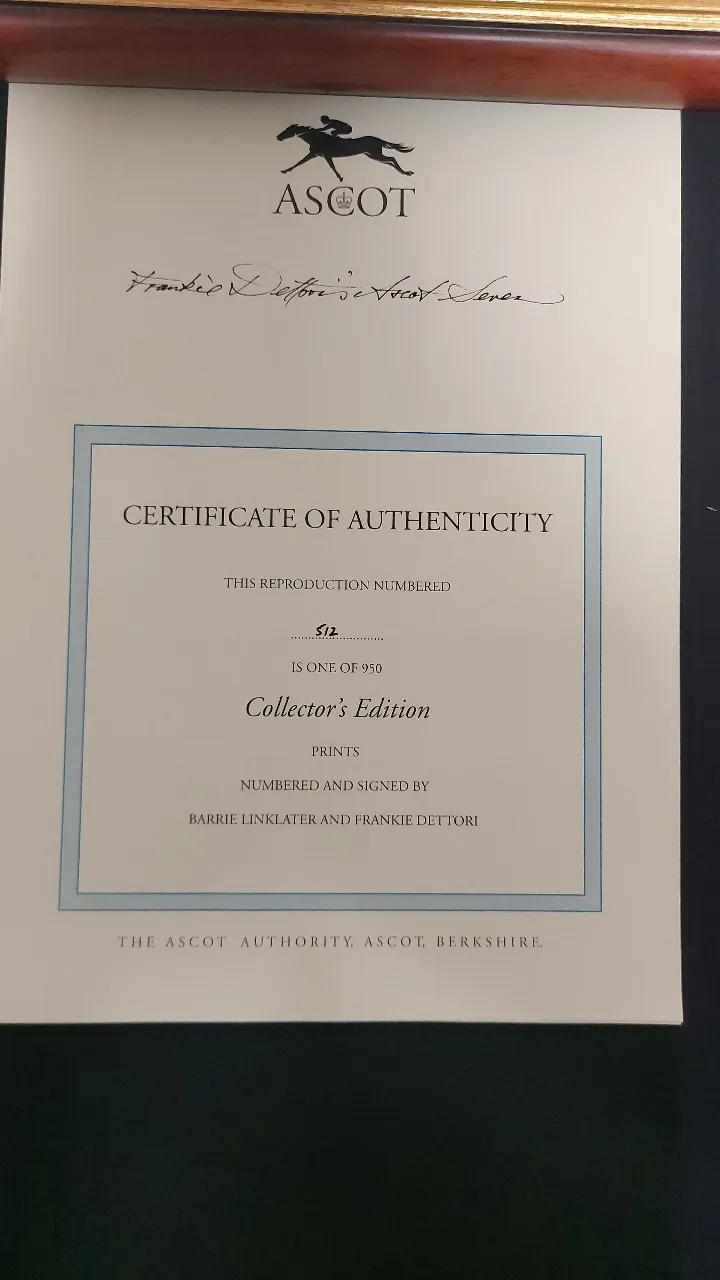 ASCOT
Frankie Dettori's Ascot Seven
CERTIFICATE OF AUTHENTICITY
THIS REPRODUCTION NUMBERED
512
IS ONE OF 950
Collector's Edition
PRINTS
NUMBERED AND SIGNED BY
BARRIE LINKLATER AND FRANKIE DETTORI
THE ASCOT AUTHORITY, ASCOT, BERKSHIRE.